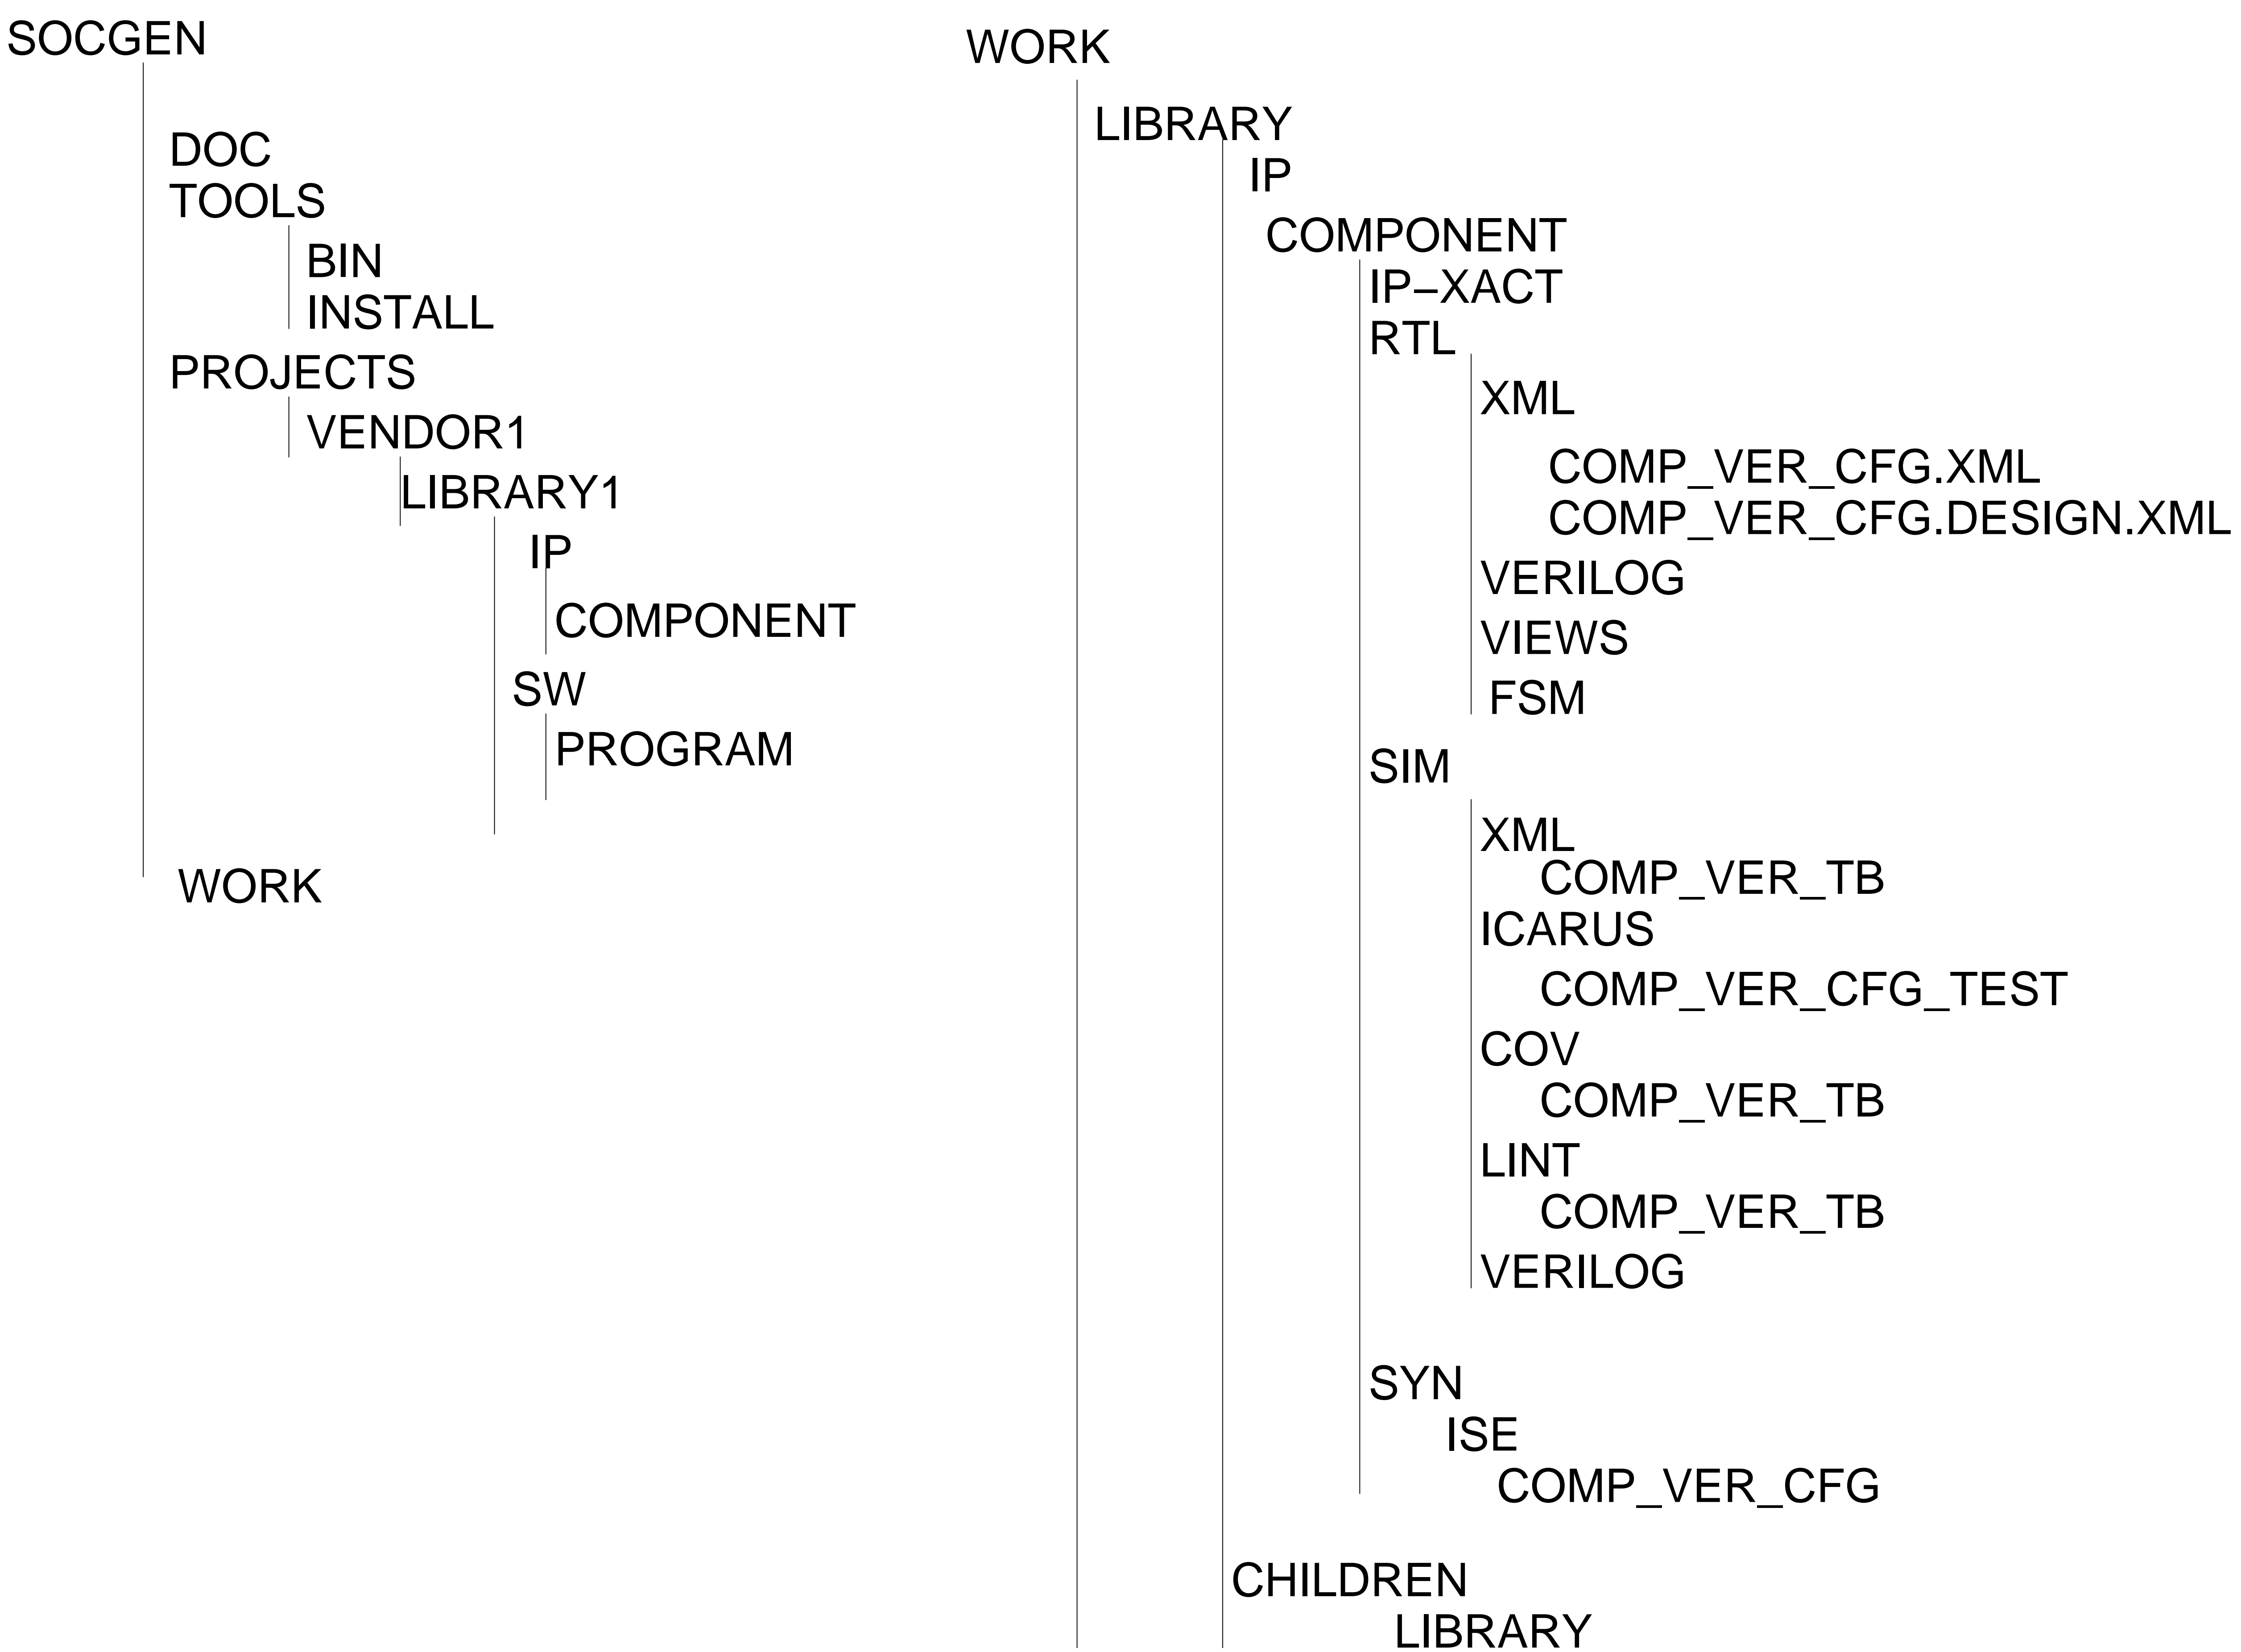 SOCGEN
DOC
TOOLS
BIN
INSTALL
PROJECTS
VENDOR1
LIBRARY1
IP
COMPONENT
SW
PROGRAM
WORK
WORK
LIBRARY
IP
COMPONENT
IP−XACT
RTL
XML
COMP_VER_CFG.XML
COMP_VER_CFG.DESIGN.XML
VERILOG
VIEWS
FSM
SIM
XML
COMP_VER_TB
ICARUS
COMP_VER_CFG_TEST
COV
COMP_VER_TB
LINT
COMP_VER_TB
VERILOG
SYN
ISE
COMP_VER_CFG
CHILDREN
LIBRARY